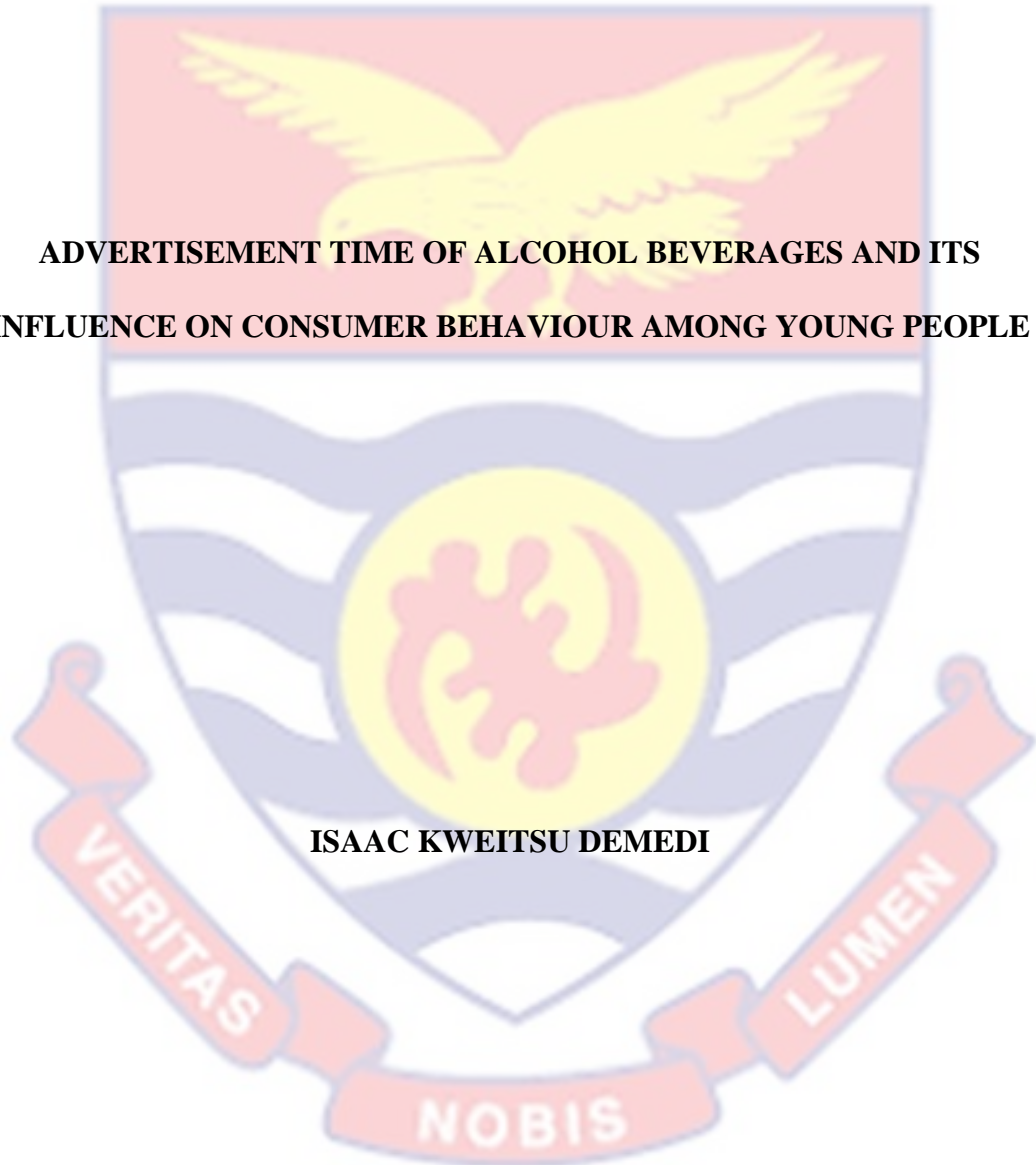 ADVERTISEMENT TIME OF ALCOHOL BEVERAGES AND ITS
INFLUENCE ON CONSUMER BEHAVIOUR AMONG YOUNG PEOPLE
ISAAC KWEITSU DEMEDI
VERITAS
NOBIS
LUMEN